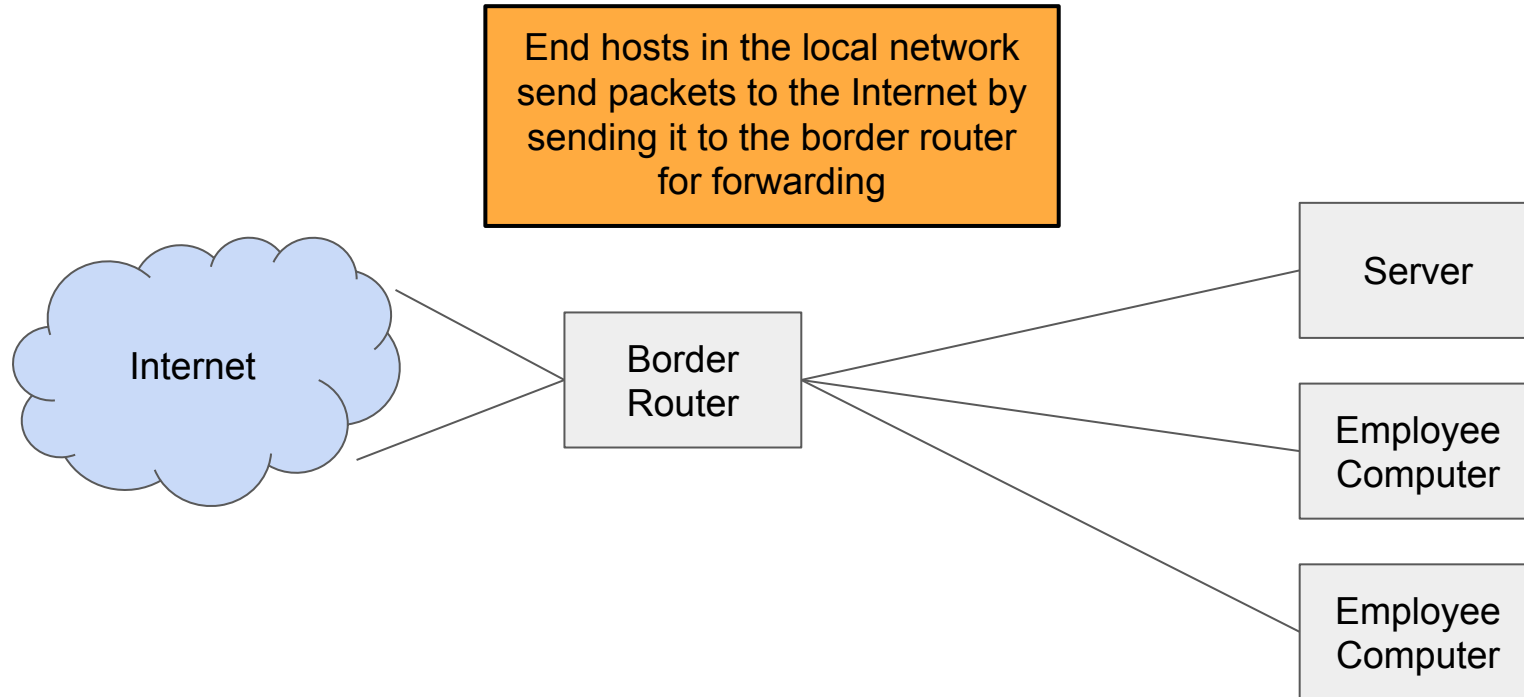 End hosts in the local network
send packets to the Internet by
sending it to the border router
for forwarding
Internet
Border
Router
Server
Employee
Computer
Employee
Computer